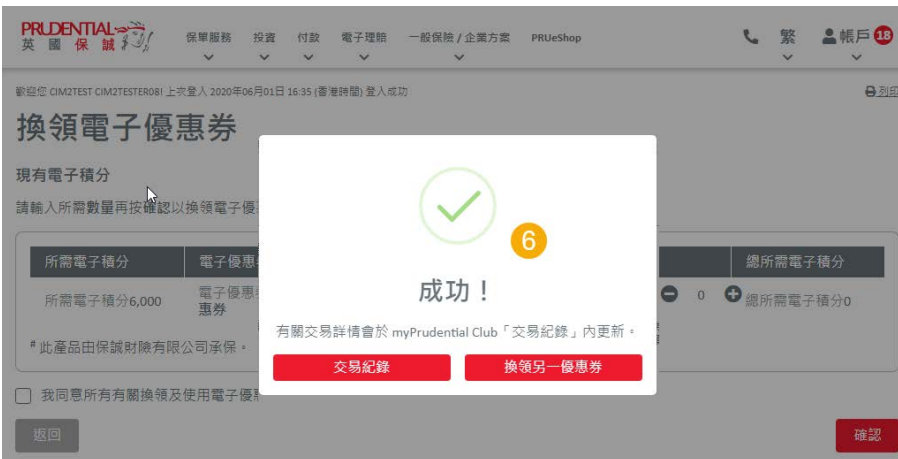 PRUDENTIAL
英國保誠
保單服務 投資 付款 電子理賠 一般保險 / 企業方案 PRUeShop
繁 帳戶 18
歡迎您 CIM2TEST CIM2TESTER08! 上次登入 2020年06月01日 16:35 (香港時間) 登入成功
列印
換領電子優惠券
現有電子積分
請輸入所需數量再按確認以換領電子優
所需電子積分 電子優惠 總所需電子積分
所需電子積分6,000 電子優惠 0 總所需電子積分0
惠券
# 此產品由保誠財險有限公司承保。
我同意所有有關換領及使用電子優
返回 確認
6
成功！
有關交易詳情會於 myPrudential Club「交易紀錄」內更新。
交易紀錄 換領另一優惠券